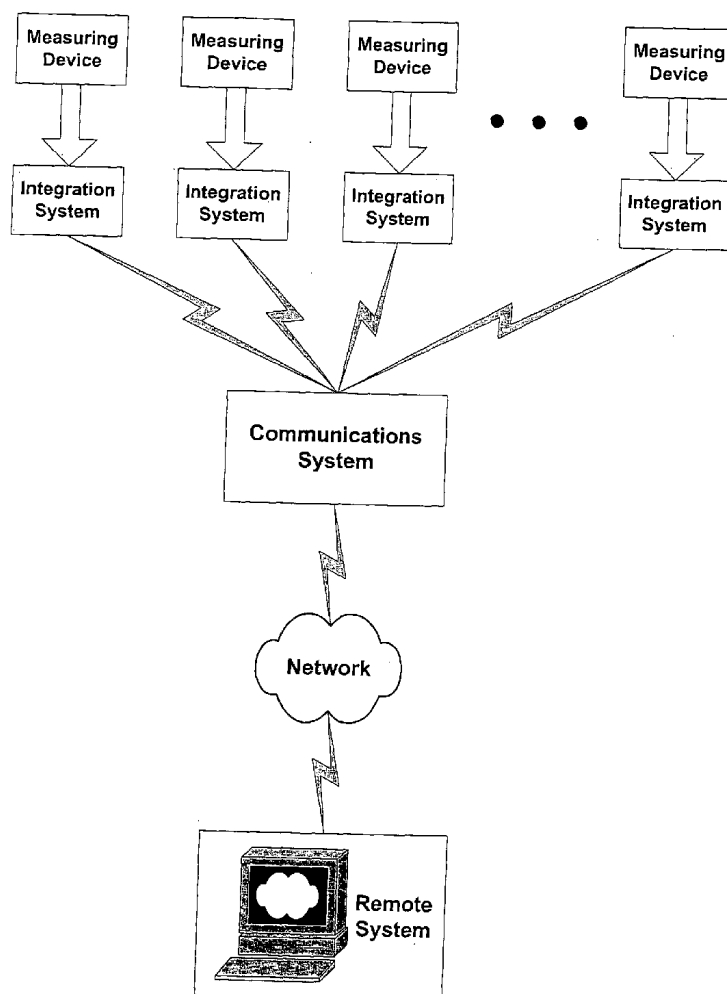 Measuring
Device
Measuring
Device
Measuring
Device
Measuring
Device
Integration
System
Integration
System
Integration
System
Integration
System
Communications
System
Network
Remote
System